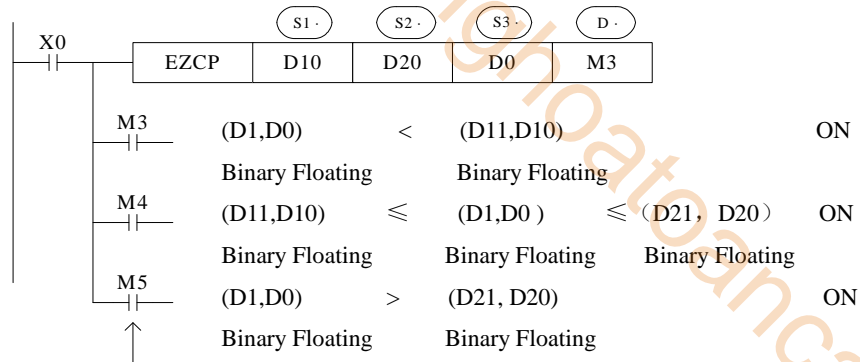 S1· S2· S3· D·
X0
EZCP D10 D20 D0 M3
M3 (D1,D0) < (D11,D10) ON
Binary Floating Binary Floating
M4 (D11,D10) ≤ (D1,D0 ) ≤ (D21, D20) ON
Binary Floating Binary Floating Binary Floating
M5 (D1,D0) > (D21, D20) ON
Binary Floating Binary Floating